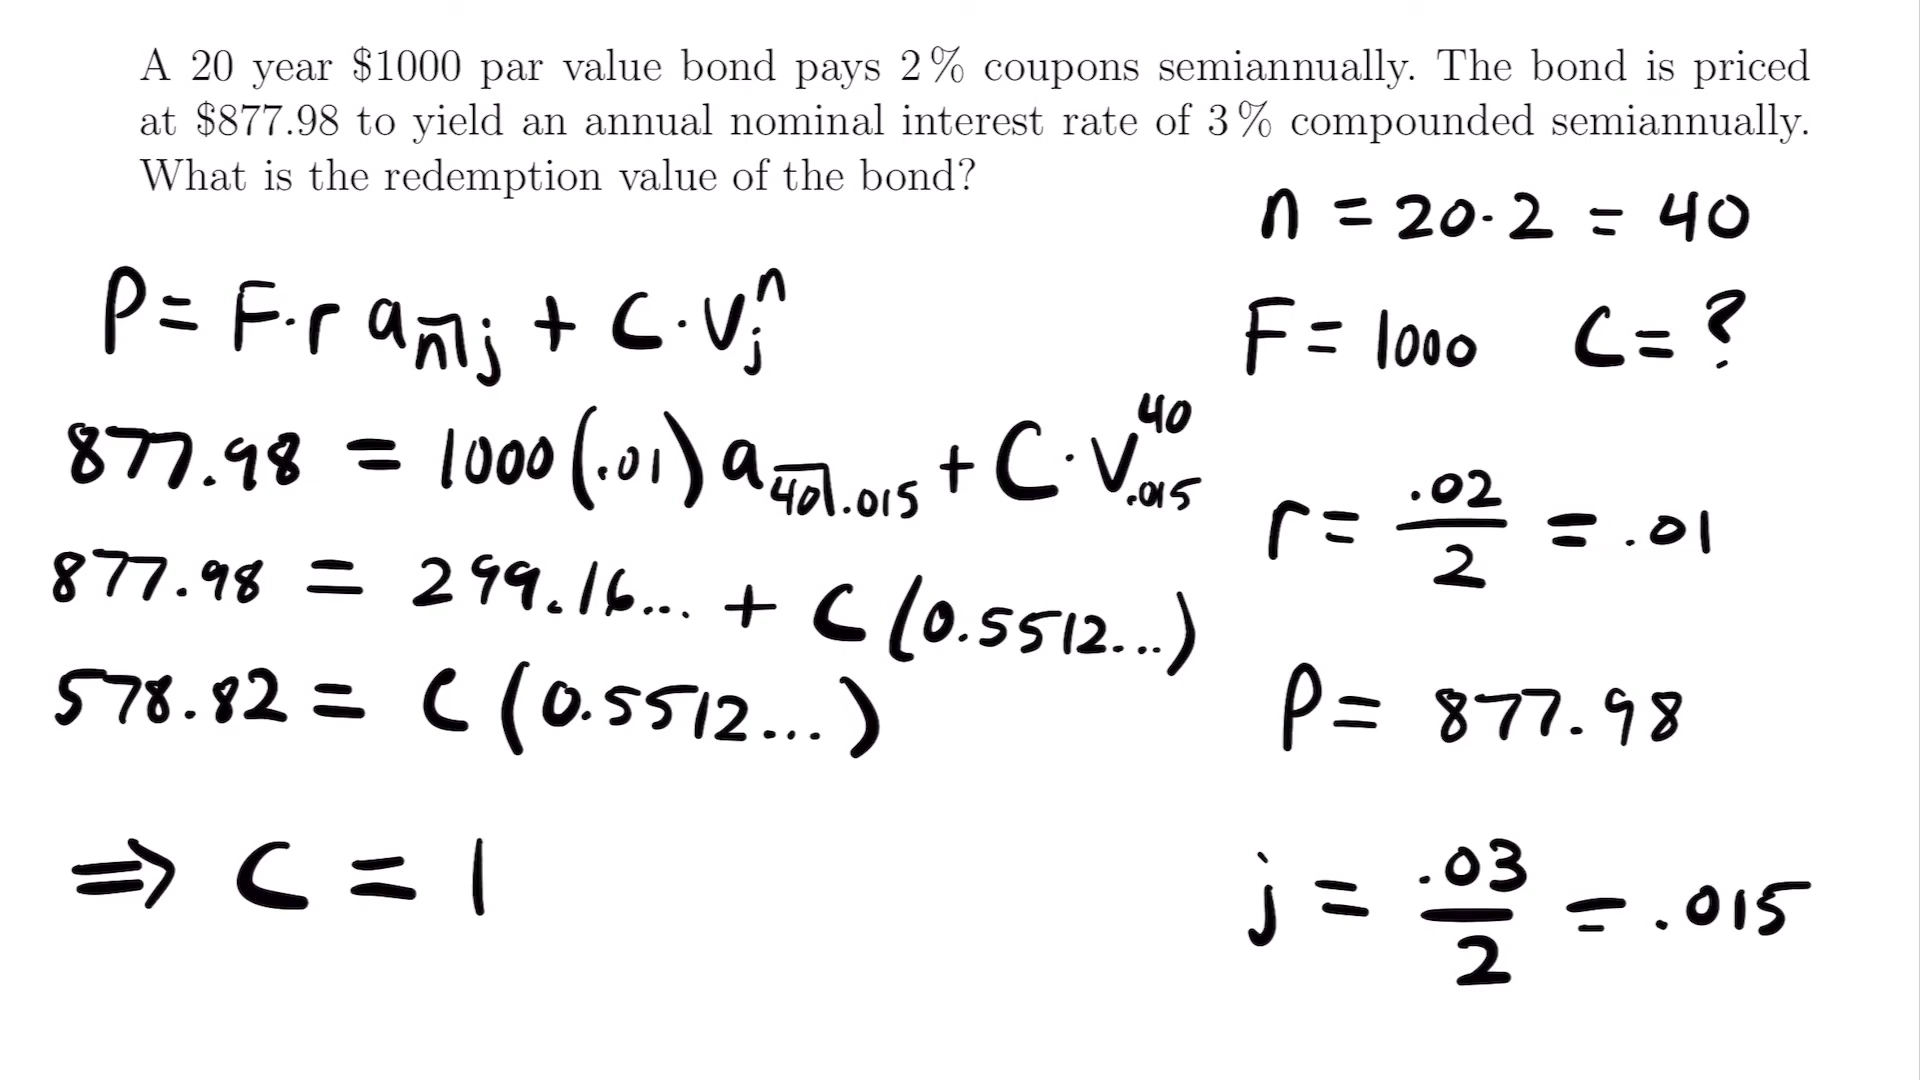 A 20 year $1000 par value bond pays 2% coupons semiannually. The bond is priced
at $877.98 to yield an annual nominal interest rate of 3% compounded semiannually.
What is the redemption value of the bond?
n = 20·2 = 40
P = F·r a_n⌉j + C·V_j^n
F = 1000 C = ?
877.98 = 1000(.01) a_40⌉.015 + C·V_.015^40
r = .02/2 = .01
877.98 = 299.16... + C(0.5512...)
578.82 = C(0.5512...)
P = 877.98
⇒ C = 1
j = .03/2 = .015